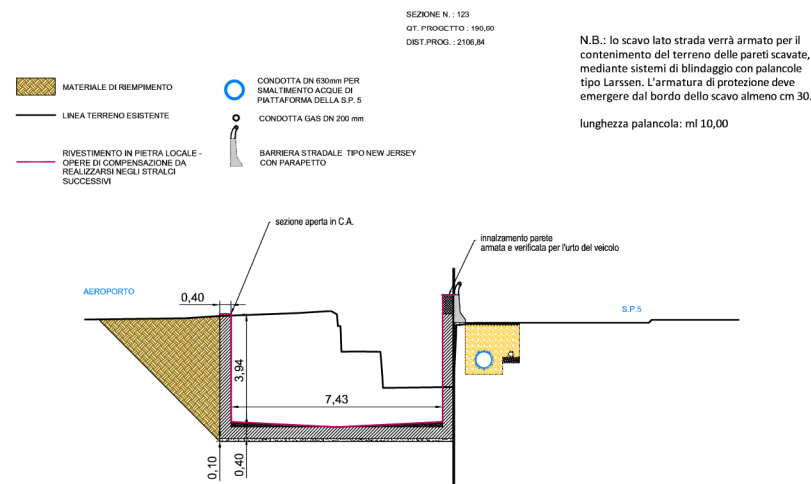 SEZIONE N. : 123
QT. PROGETTO : 190,60
DIST.PROG. : 2106,84
N.B.: lo scavo lato strada verrà armato per il
contenimento del terreno delle pareti scavate,
mediante sistemi di blindaggio con palancole
tipo Larssen. L'armatura di protezione deve
emergere dal bordo dello scavo almeno cm 30.
lunghezza palancola: ml 10,00
MATERIALE DI RIEMPIMENTO
LINEA TERRENO ESISTENTE
RIVESTIMENTO IN PIETRA LOCALE -
OPERE DI COMPENSAZIONE DA
REALIZZARSI NEGLI STRALCI
SUCCESSIVI
CONDOTTA DN 630mm PER
SMALTIMENTO ACQUE DI
PIATTAFORMA DELLA S.P. 5
CONDOTTA GAS DN 200 mm
BARRIERA STRADALE TIPO NEW JERSEY
CON PARAPETTO
sezione aperta in C.A.
innalzamento parete
armata e verificata per l'urto del veicolo
AEROPORTO
0,40
S.P.5
3,94
7,43
0,10
0,40